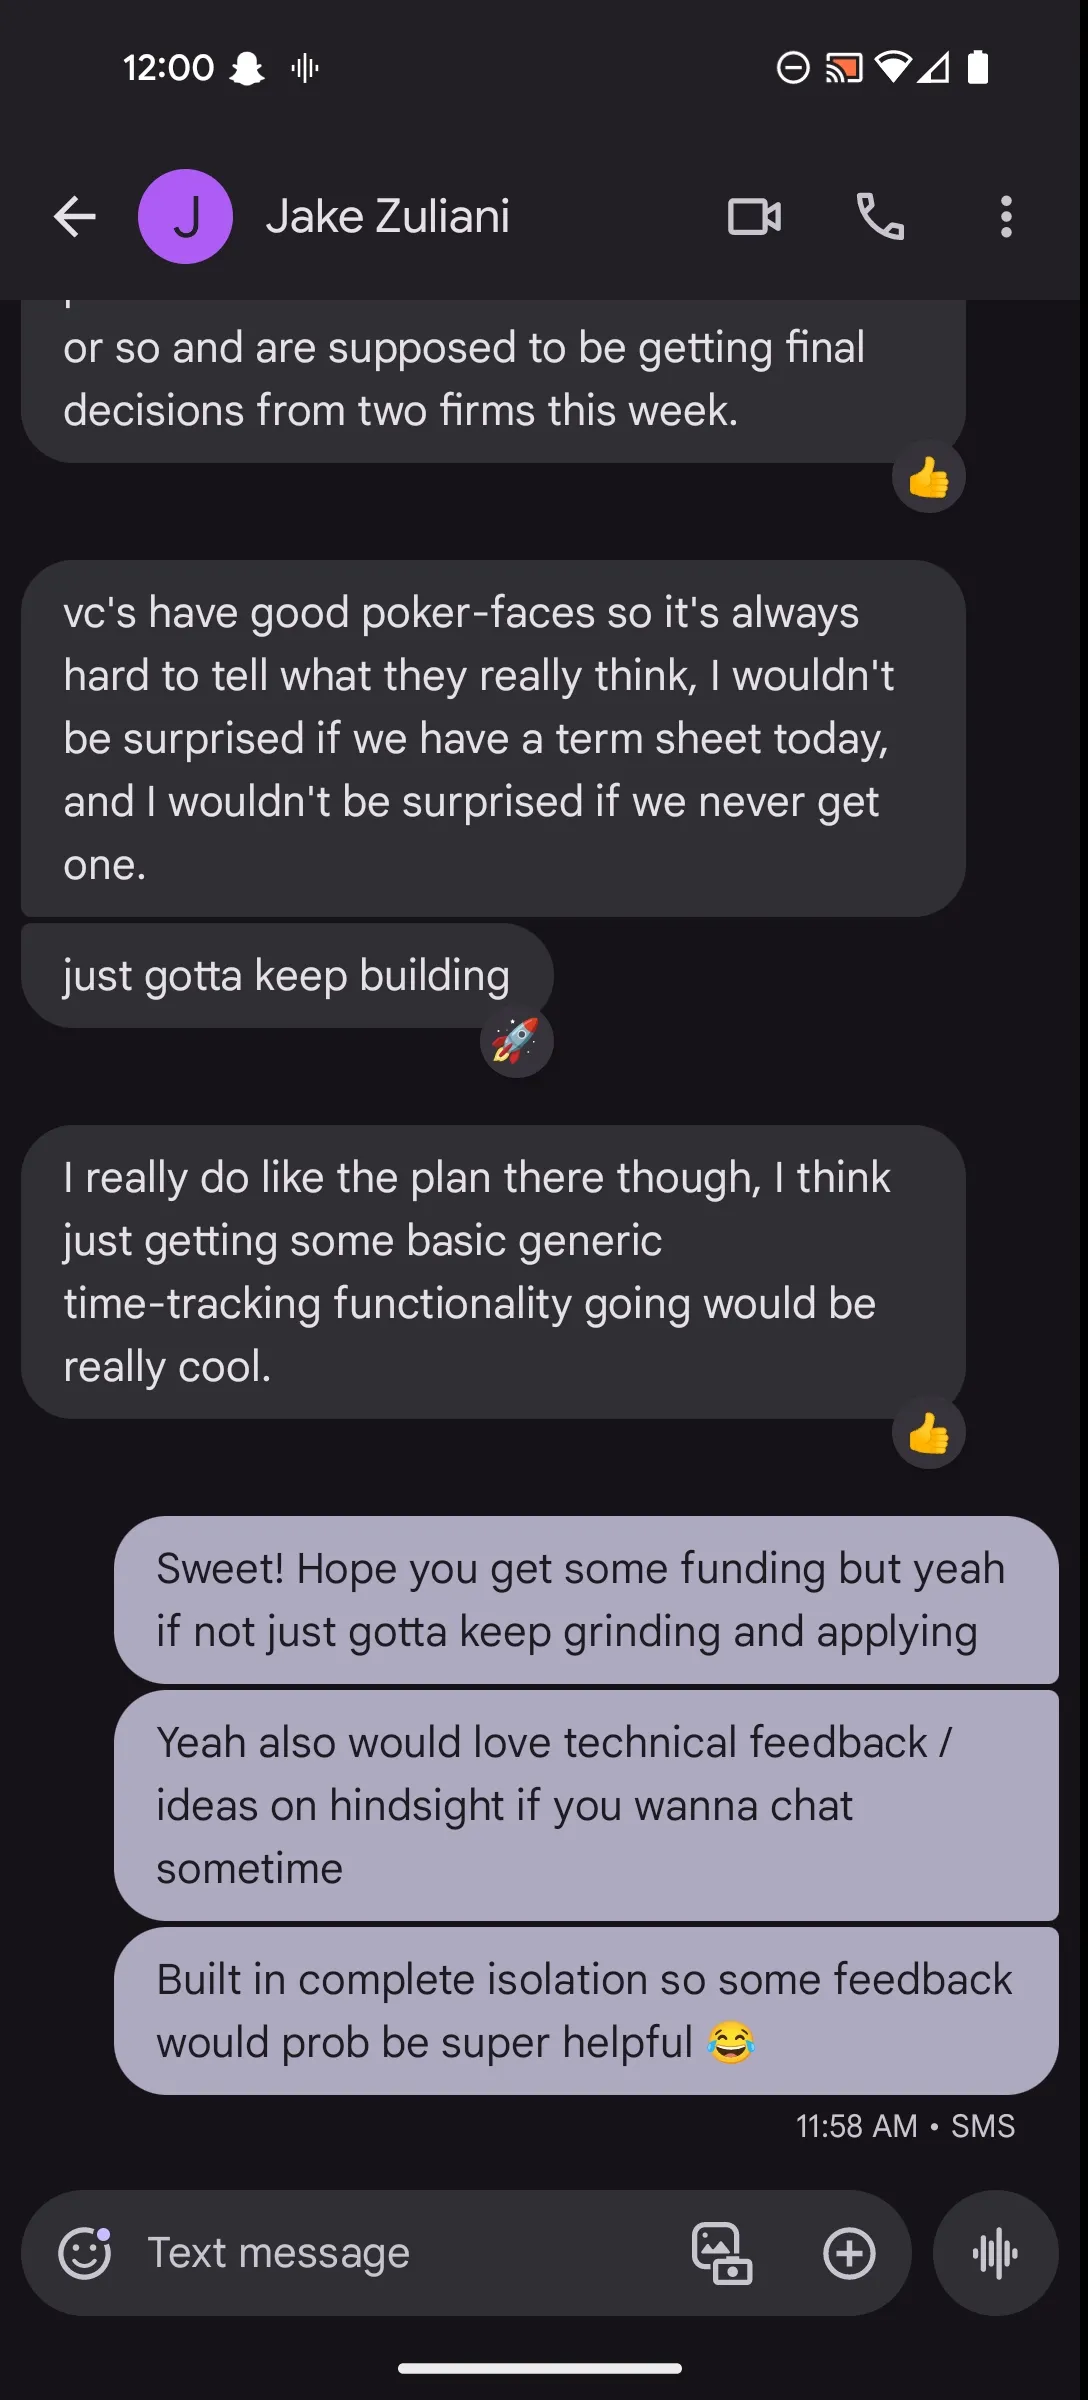 12:00
J
Jake Zuliani
or so and are supposed to be getting final
decisions from two firms this week.
👍
vc's have good poker-faces so it's always
hard to tell what they really think, I wouldn't
be surprised if we have a term sheet today,
and I wouldn't be surprised if we never get
one.
just gotta keep building
🚀
I really do like the plan there though, I think
just getting some basic generic
time-tracking functionality going would be
really cool.
👍
Sweet! Hope you get some funding but yeah
if not just gotta keep grinding and applying
Yeah also would love technical feedback /
ideas on hindsight if you wanna chat
sometime
Built in complete isolation so some feedback
would prob be super helpful 😂
11:58 AM • SMS
Text message